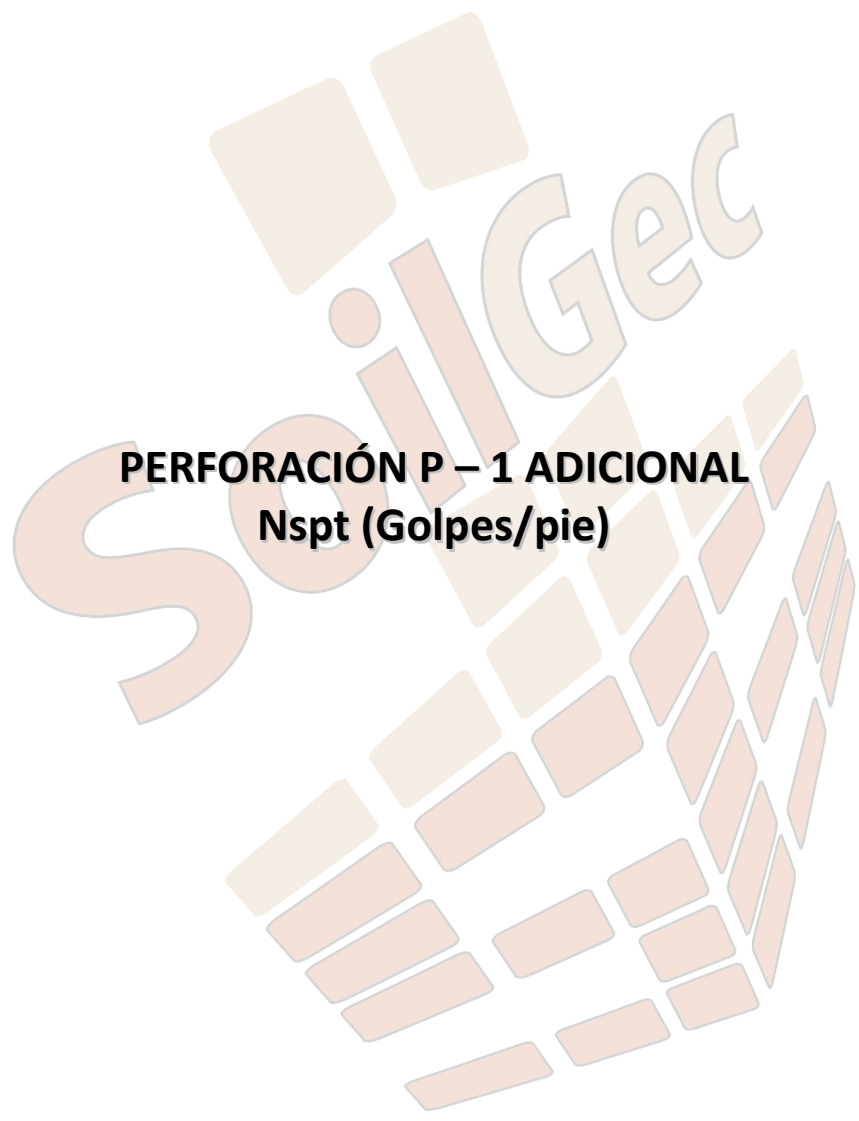 SoilGec
PERFORACIÓN P – 1 ADICIONAL
Nspt (Golpes/pie)